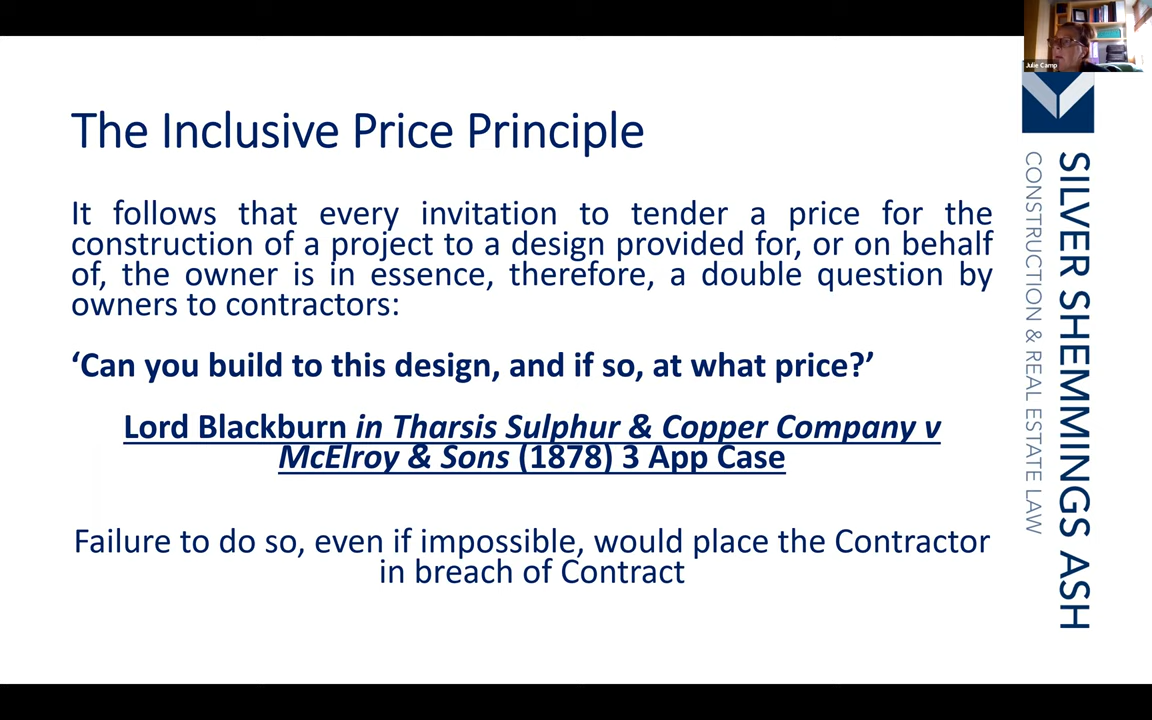 Julie Camp
The Inclusive Price Principle
It follows that every invitation to tender a price for the
construction of a project to a design provided for, or on behalf
of, the owner is in essence, therefore, a double question by
owners to contractors:
‘Can you build to this design, and if so, at what price?’
Lord Blackburn in Tharsis Sulphur & Copper Company v
McElroy & Sons (1878) 3 App Case
Failure to do so, even if impossible, would place the Contractor
in breach of Contract
SILVER SHEMMINGS ASH
CONSTRUCTION & REAL ESTATE LAW